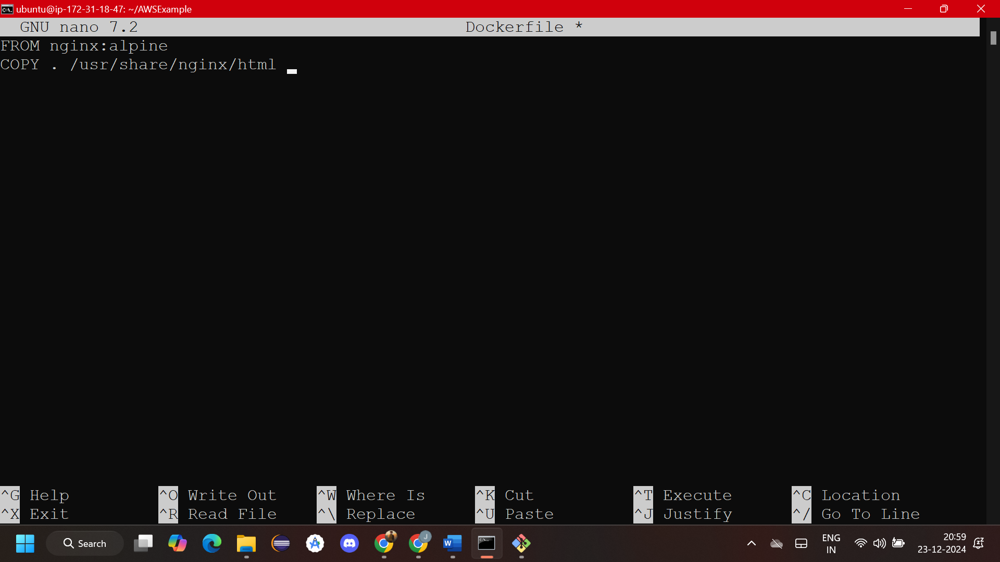 ubuntu@ip-172-31-18-47: ~/AWSExample
GNU nano 7.2 Dockerfile *
FROM nginx:alpine
COPY . /usr/share/nginx/html
^G Help ^O Write Out ^W Where Is ^K Cut ^T Execute ^C Location
^X Exit ^R Read File ^\ Replace ^U Paste ^J Justify ^/ Go To Line
Search
ENG
IN
20:59
23-12-2024